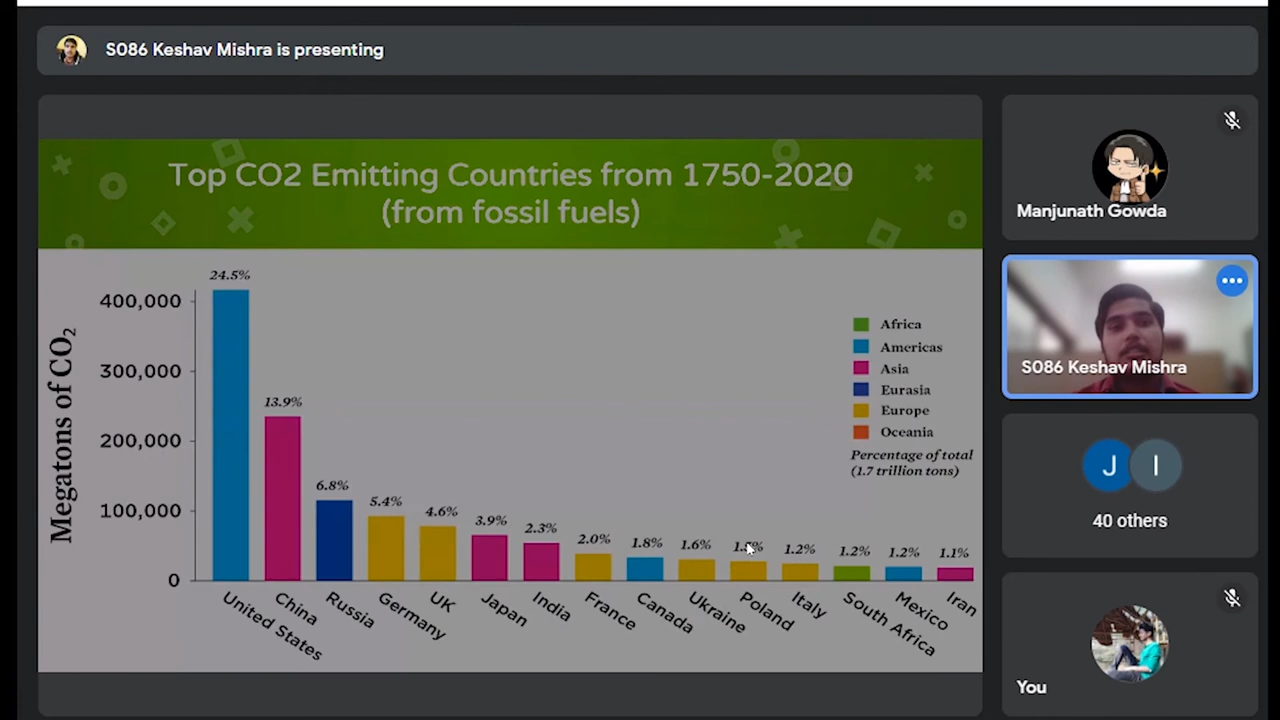 S086 Keshav Mishra is presenting
Top CO2 Emitting Countries from 1750-2020
(from fossil fuels)
Megatons of CO₂
400,000
300,000
200,000
100,000
0
24.5%
13.9%
6.8%
5.4%
4.6%
3.9%
2.3%
2.0%
1.8%
1.6%
1.2%
1.2%
1.2%
1.1%
United States
China
Russia
Germany
UK
Japan
India
France
Canada
Ukraine
Poland
Italy
South Africa
Mexico
Iran
Africa
Americas
Asia
Eurasia
Europe
Oceania
Percentage of total
(1.7 trillion tons)
Manjunath Gowda
S086 Keshav Mishra
J
I
40 others
You